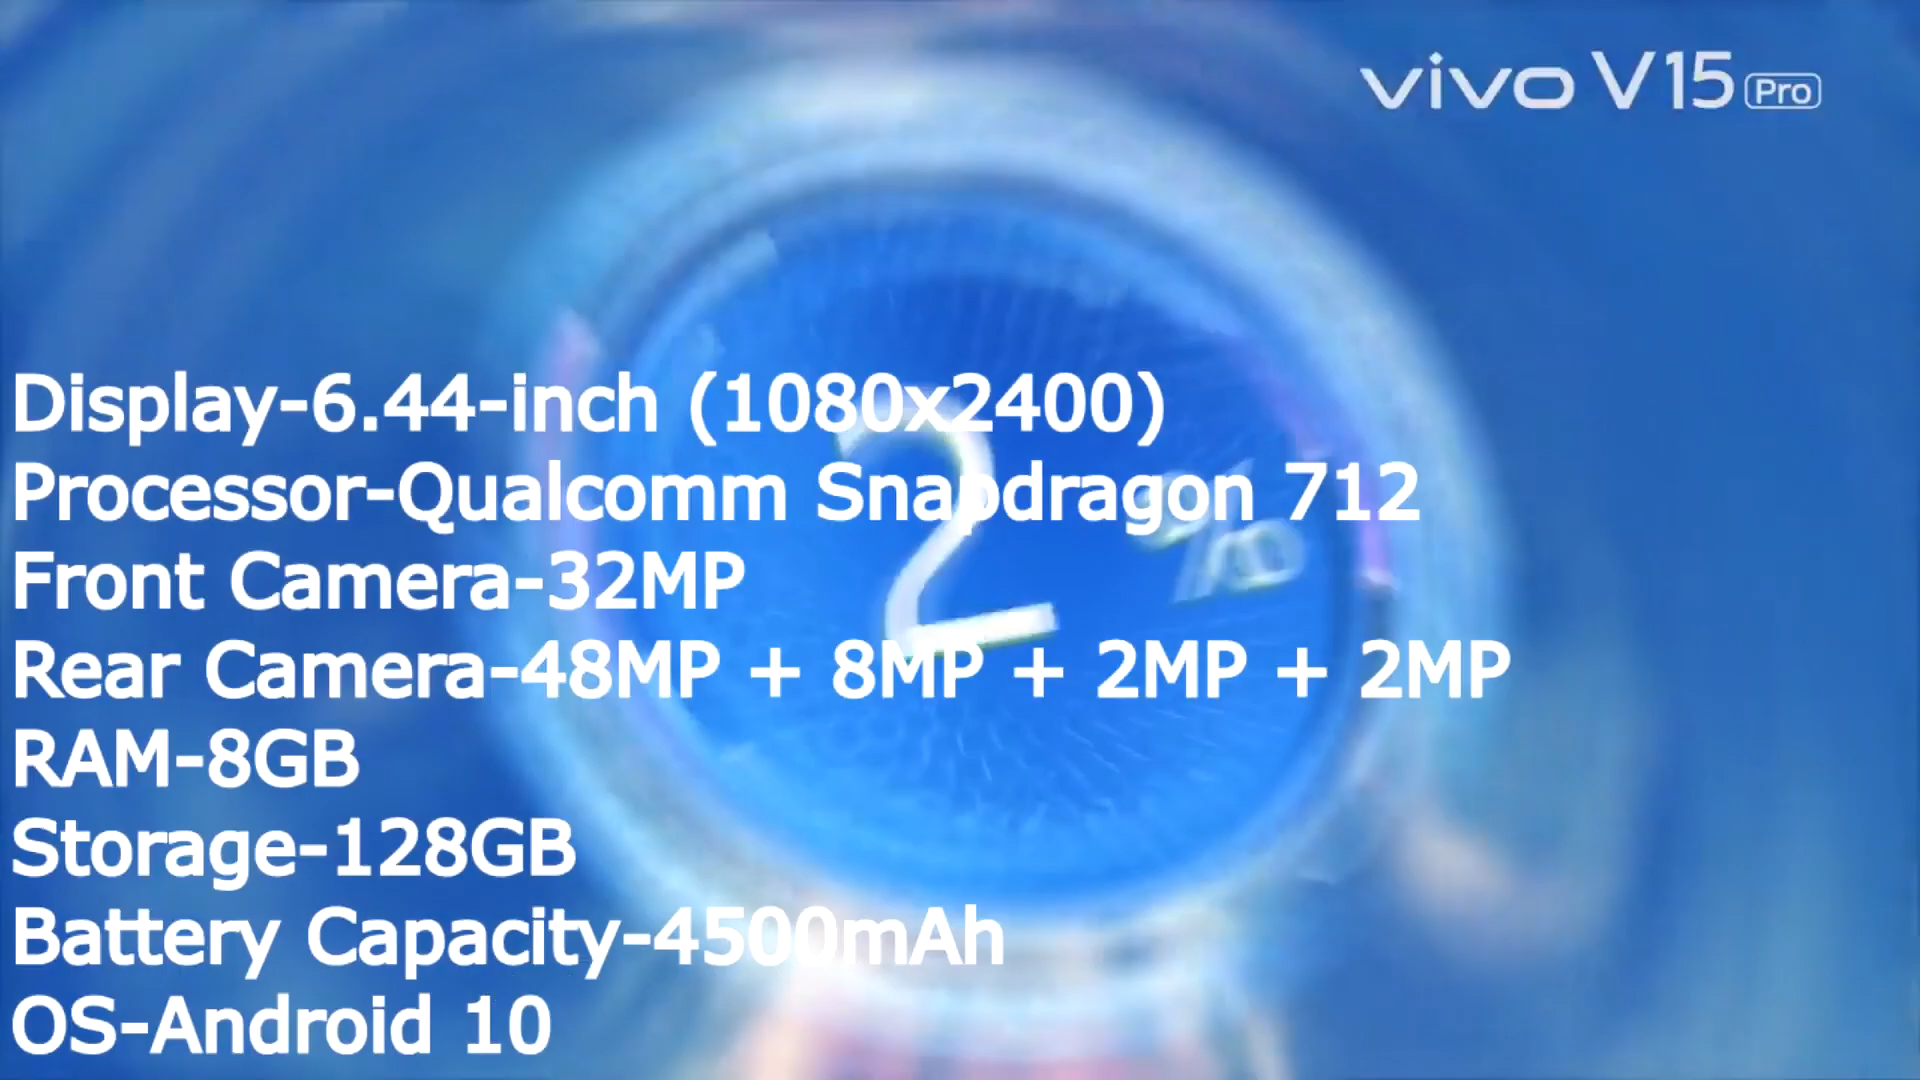 vivo V15 Pro
Display-6.44-inch (1080x2400)
Processor-Qualcomm Snapdragon 712
2 %
Front Camera-32MP
Rear Camera-48MP + 8MP + 2MP + 2MP
RAM-8GB
Storage-128GB
Battery Capacity-4500mAh
OS-Android 10